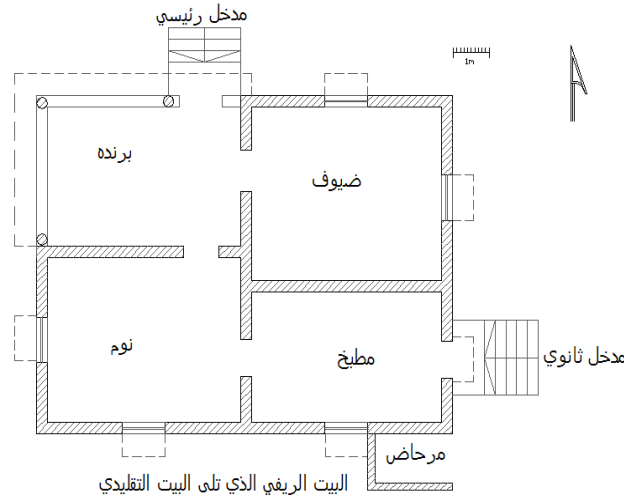 مدخل رئيسي
1m
برنده
ضيوف
نوم
مطبخ
مدخل ثانوي
مرحاض
البيت الريفي الذي تلى البيت التقليدي